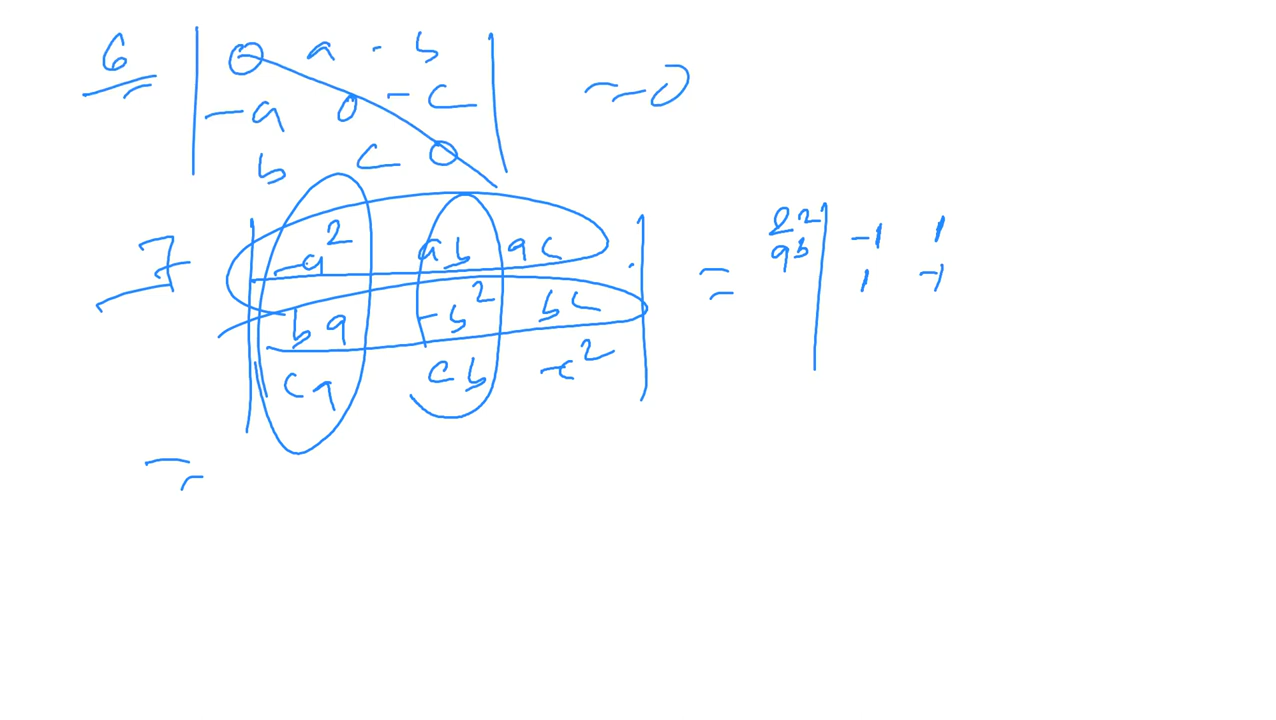 6 | 0 a - b | = 0
-a 0 - c
b c 0
7 | -a² ab ac | = a²b² | -1 1
ba -b² bc 1 -1
ca cb -c²
=